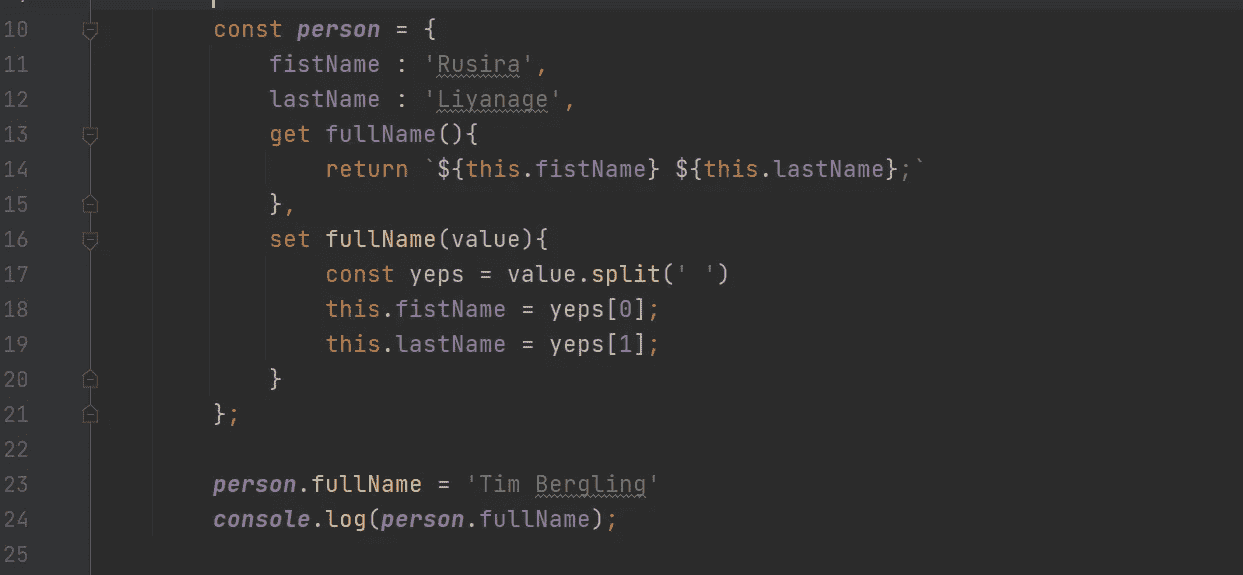 10 const person = {
11 fistName : 'Rusira',
12 lastName : 'Liyanage',
13 get fullName(){
14 return `${this.fistName} ${this.lastName};`
15 },
16 set fullName(value){
17 const yeps = value.split(' ')
18 this.fistName = yeps[0];
19 this.lastName = yeps[1];
20 }
21 };
22
23 person.fullName = 'Tim Bergling'
24 console.log(person.fullName);
25